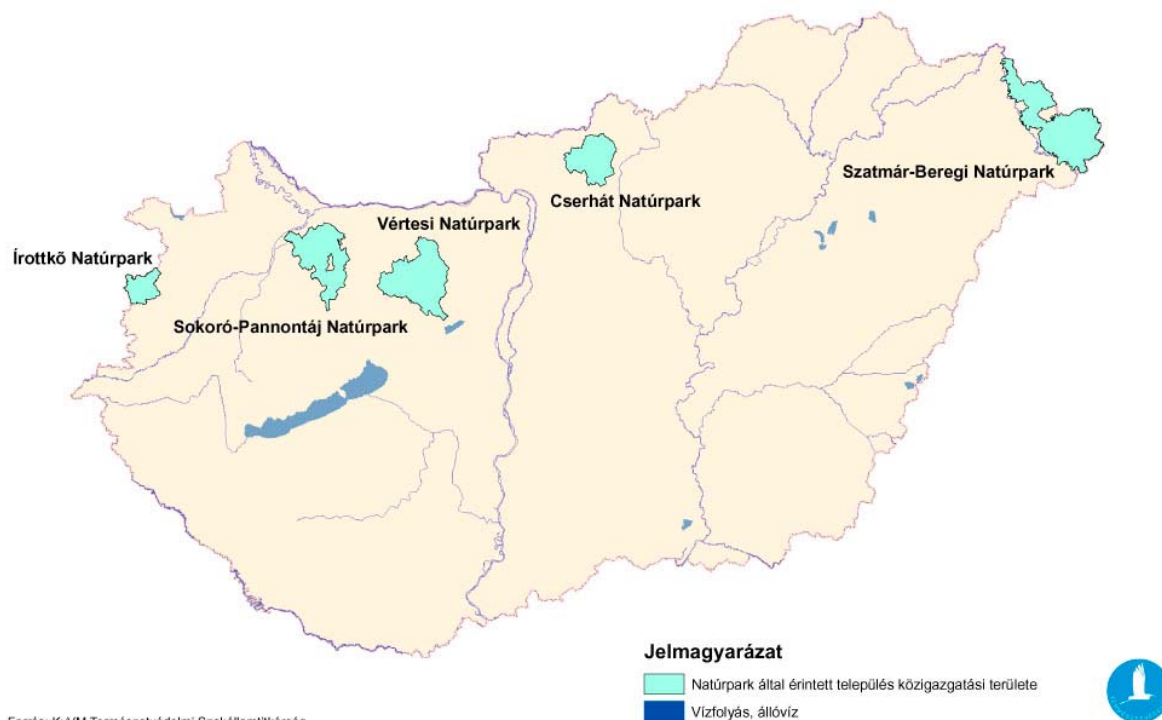 Szatmár-Beregi Natúrpark
Cserhát Natúrpark
Vértesi Natúrpark
Írottkő Natúrpark
Sokoró-Pannontáj Natúrpark
Jelmagyarázat
Natúrpark által érintett település közigazgatási területe
Vízfolyás, állóvíz